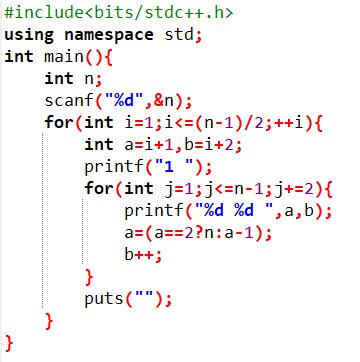 #include<bits/stdc++.h>
using namespace std;
int main(){
    int n;
    scanf("%d",&n);
    for(int i=1;i<=(n-1)/2;++i){
        int a=i+1,b=i+2;
        printf("1 ");
        for(int j=1;j<=n-1;j+=2){
            printf("%d %d ",a,b);
            a=(a==2?n:a-1);
            b++;
        }
        puts("");
    }
}